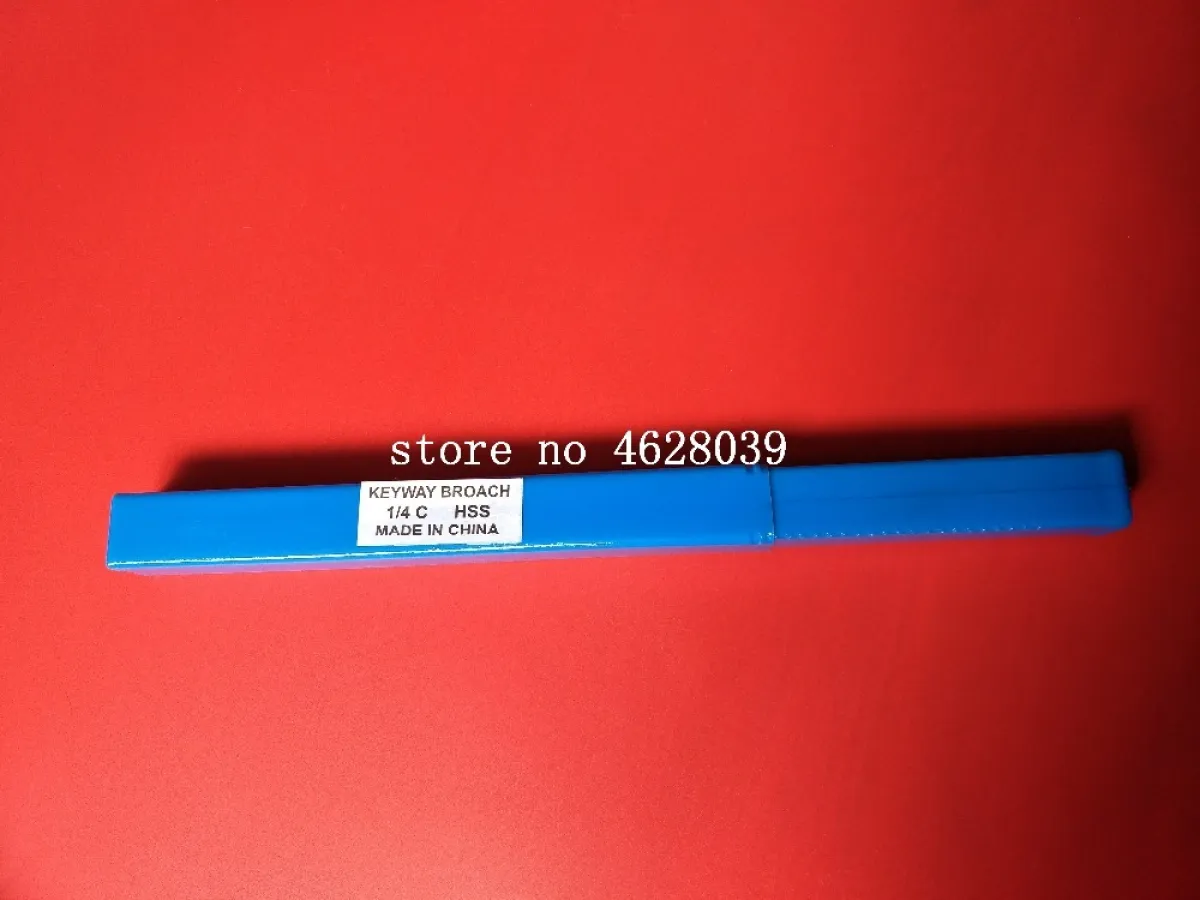 store no 4628039
KEYWAY BROACH
1/4 C HSS
MADE IN CHINA